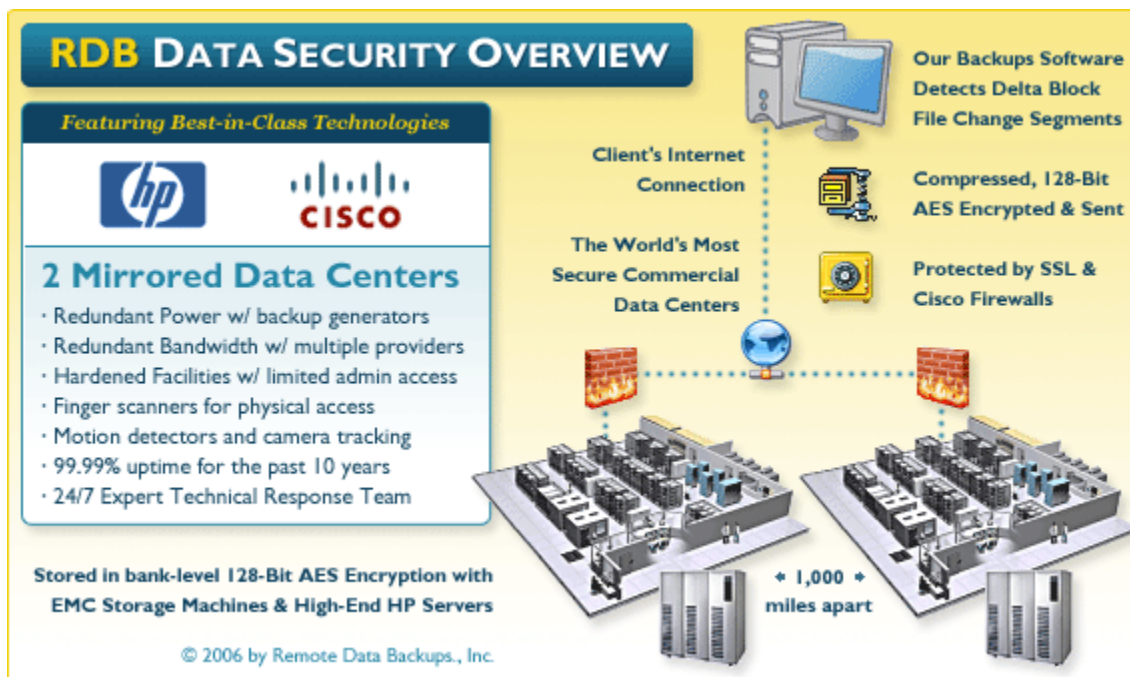 RDB DATA SECURITY OVERVIEW
Featuring Best-in-Class Technologies
hp
CISCO
2 Mirrored Data Centers
· Redundant Power w/ backup generators
· Redundant Bandwidth w/ multiple providers
· Hardened Facilities w/ limited admin access
· Finger scanners for physical access
· Motion detectors and camera tracking
· 99.99% uptime for the past 10 years
· 24/7 Expert Technical Response Team
Stored in bank-level 128-Bit AES Encryption with
EMC Storage Machines & High-End HP Servers
© 2006 by Remote Data Backups., Inc.
Our Backups Software
Detects Delta Block
File Change Segments
Client's Internet
Connection
Compressed, 128-Bit
AES Encrypted & Sent
The World's Most
Secure Commercial
Data Centers
Protected by SSL &
Cisco Firewalls
1,000
miles apart